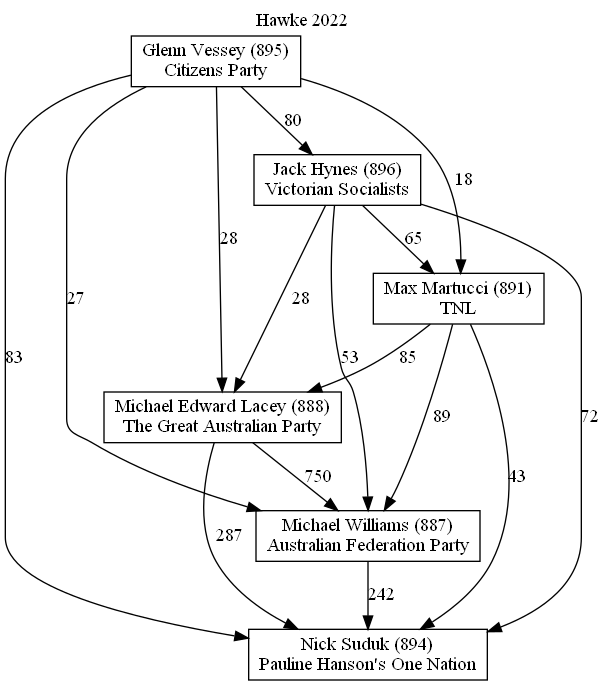 Hawke 2022
Glenn Vessey (895)
Citizens Party
80
Jack Hynes (896)
Victorian Socialists
18
28
65
27
28
Max Martucci (891)
TNL
83
53
85
72
Michael Edward Lacey (888)
The Great Australian Party
89
750
43
Michael Williams (887)
Australian Federation Party
287
242
Nick Suduk (894)
Pauline Hanson's One Nation